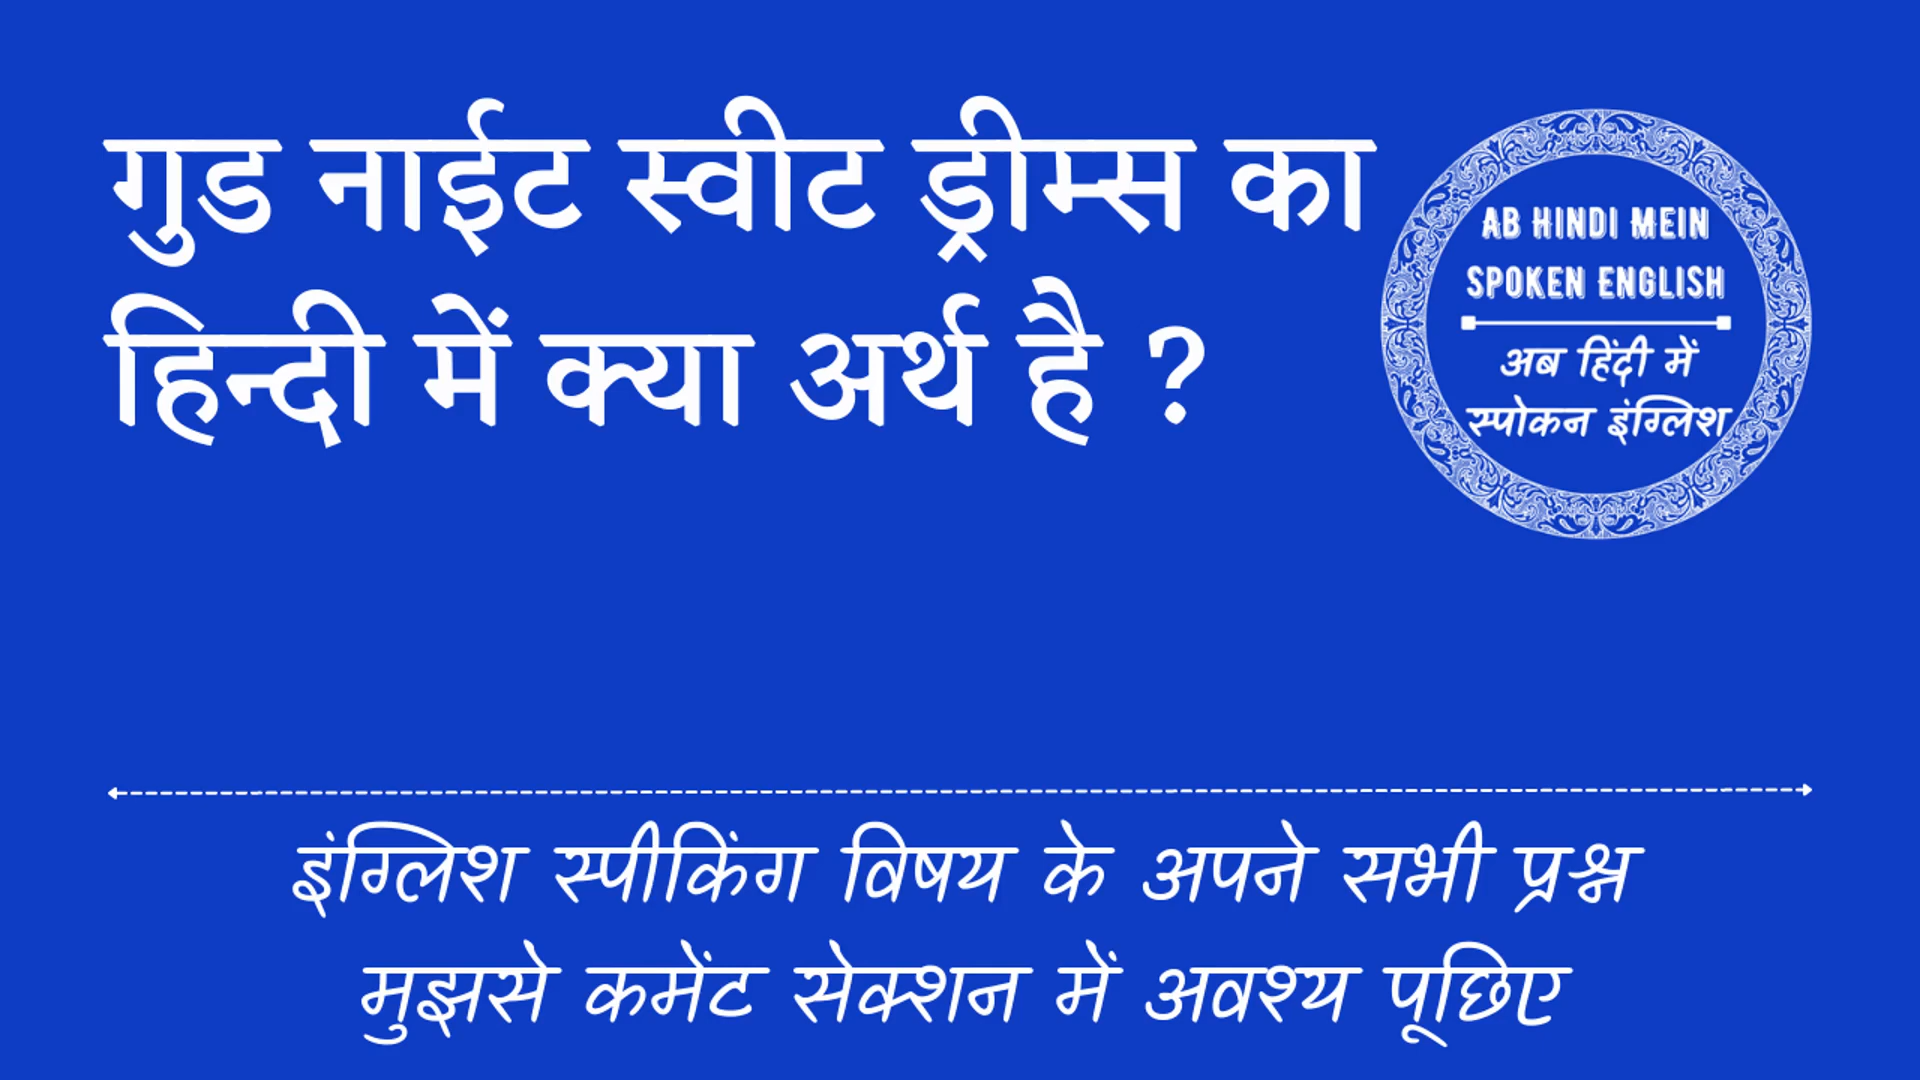 गुड नाईट स्वीट ड्रीम्स का
हिन्दी में क्या अर्थ है ?
AB HINDI MEIN
SPOKEN ENGLISH
अब हिंदी में
स्पोकन इंग्लिश
इंग्लिश स्पीकिंग विषय के अपने सभी प्रश्न
मुझसे कमेंट सेक्शन में अवश्य पूछिए